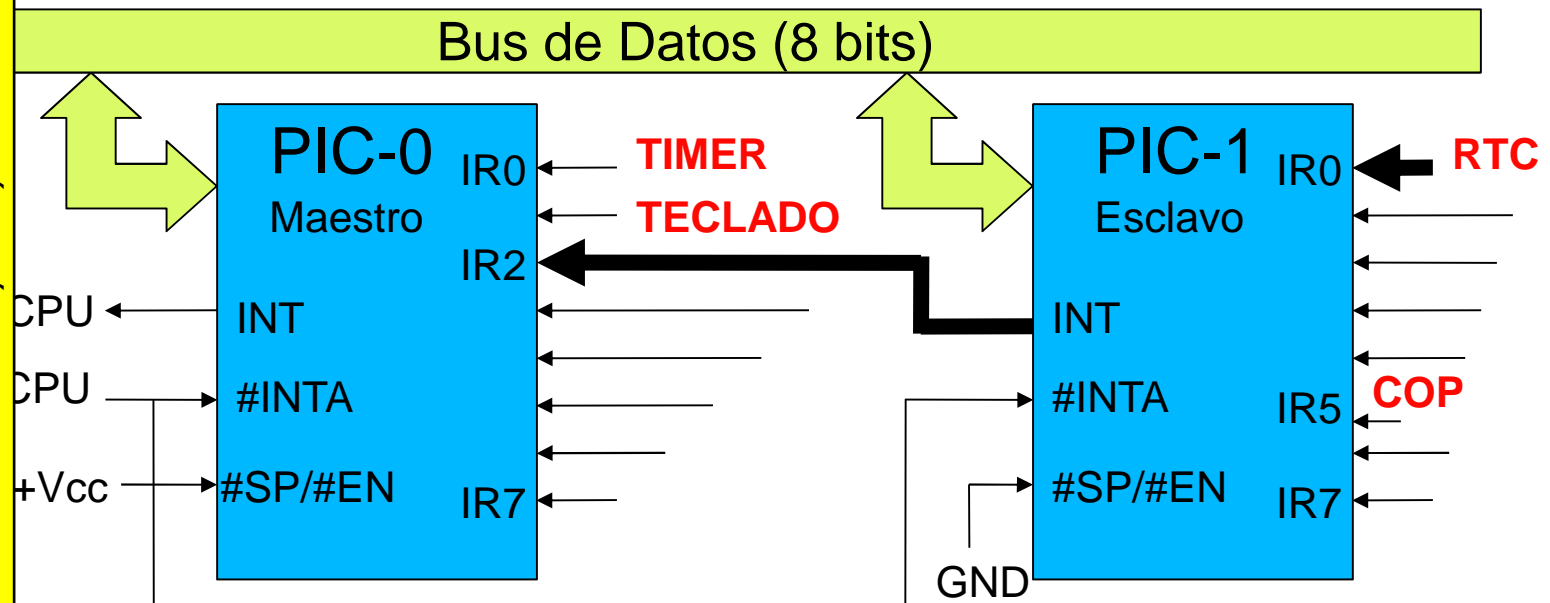 Bus de Datos (8 bits)
PIC-0
Maestro
IR0
TIMER
TECLADO
IR2
CPU
INT
CPU
#INTA
+Vcc
#SP/#EN
IR7
PIC-1
Esclavo
IR0
RTC
INT
#INTA
IR5
COP
#SP/#EN
IR7
GND